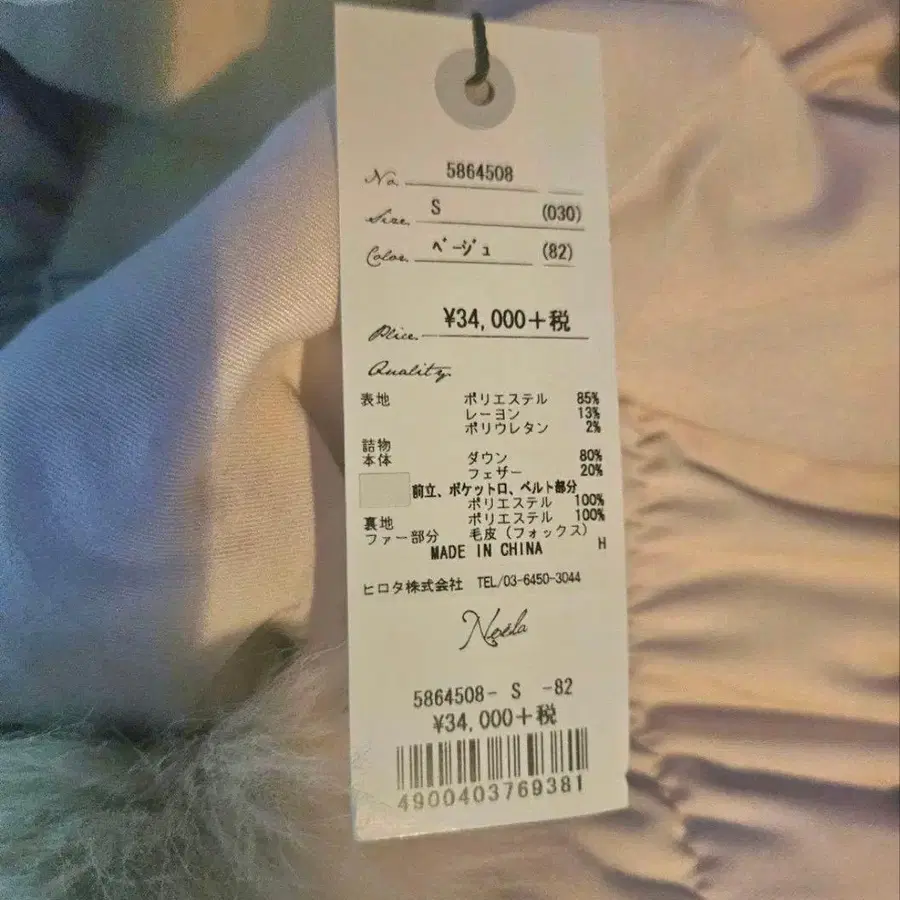 No. 5864508
Size S (030)
Color ベージュ (82)
Plice ¥34,000+税
Quality
表地 ポリエステル 85%
レーヨン 13%
ポリウレタン 2%
詰物
本体 ダウン 80%
フェザー 20%
前立、ポケット口、ベルト部分
ポリエステル 100%
裏地 ポリエステル 100%
ファー部分 毛皮(フォックス)
MADE IN CHINA H
ヒロタ株式会社 TEL/03-6450-3044
Noela
5864508- S -82
¥34,000+税
4900403769381